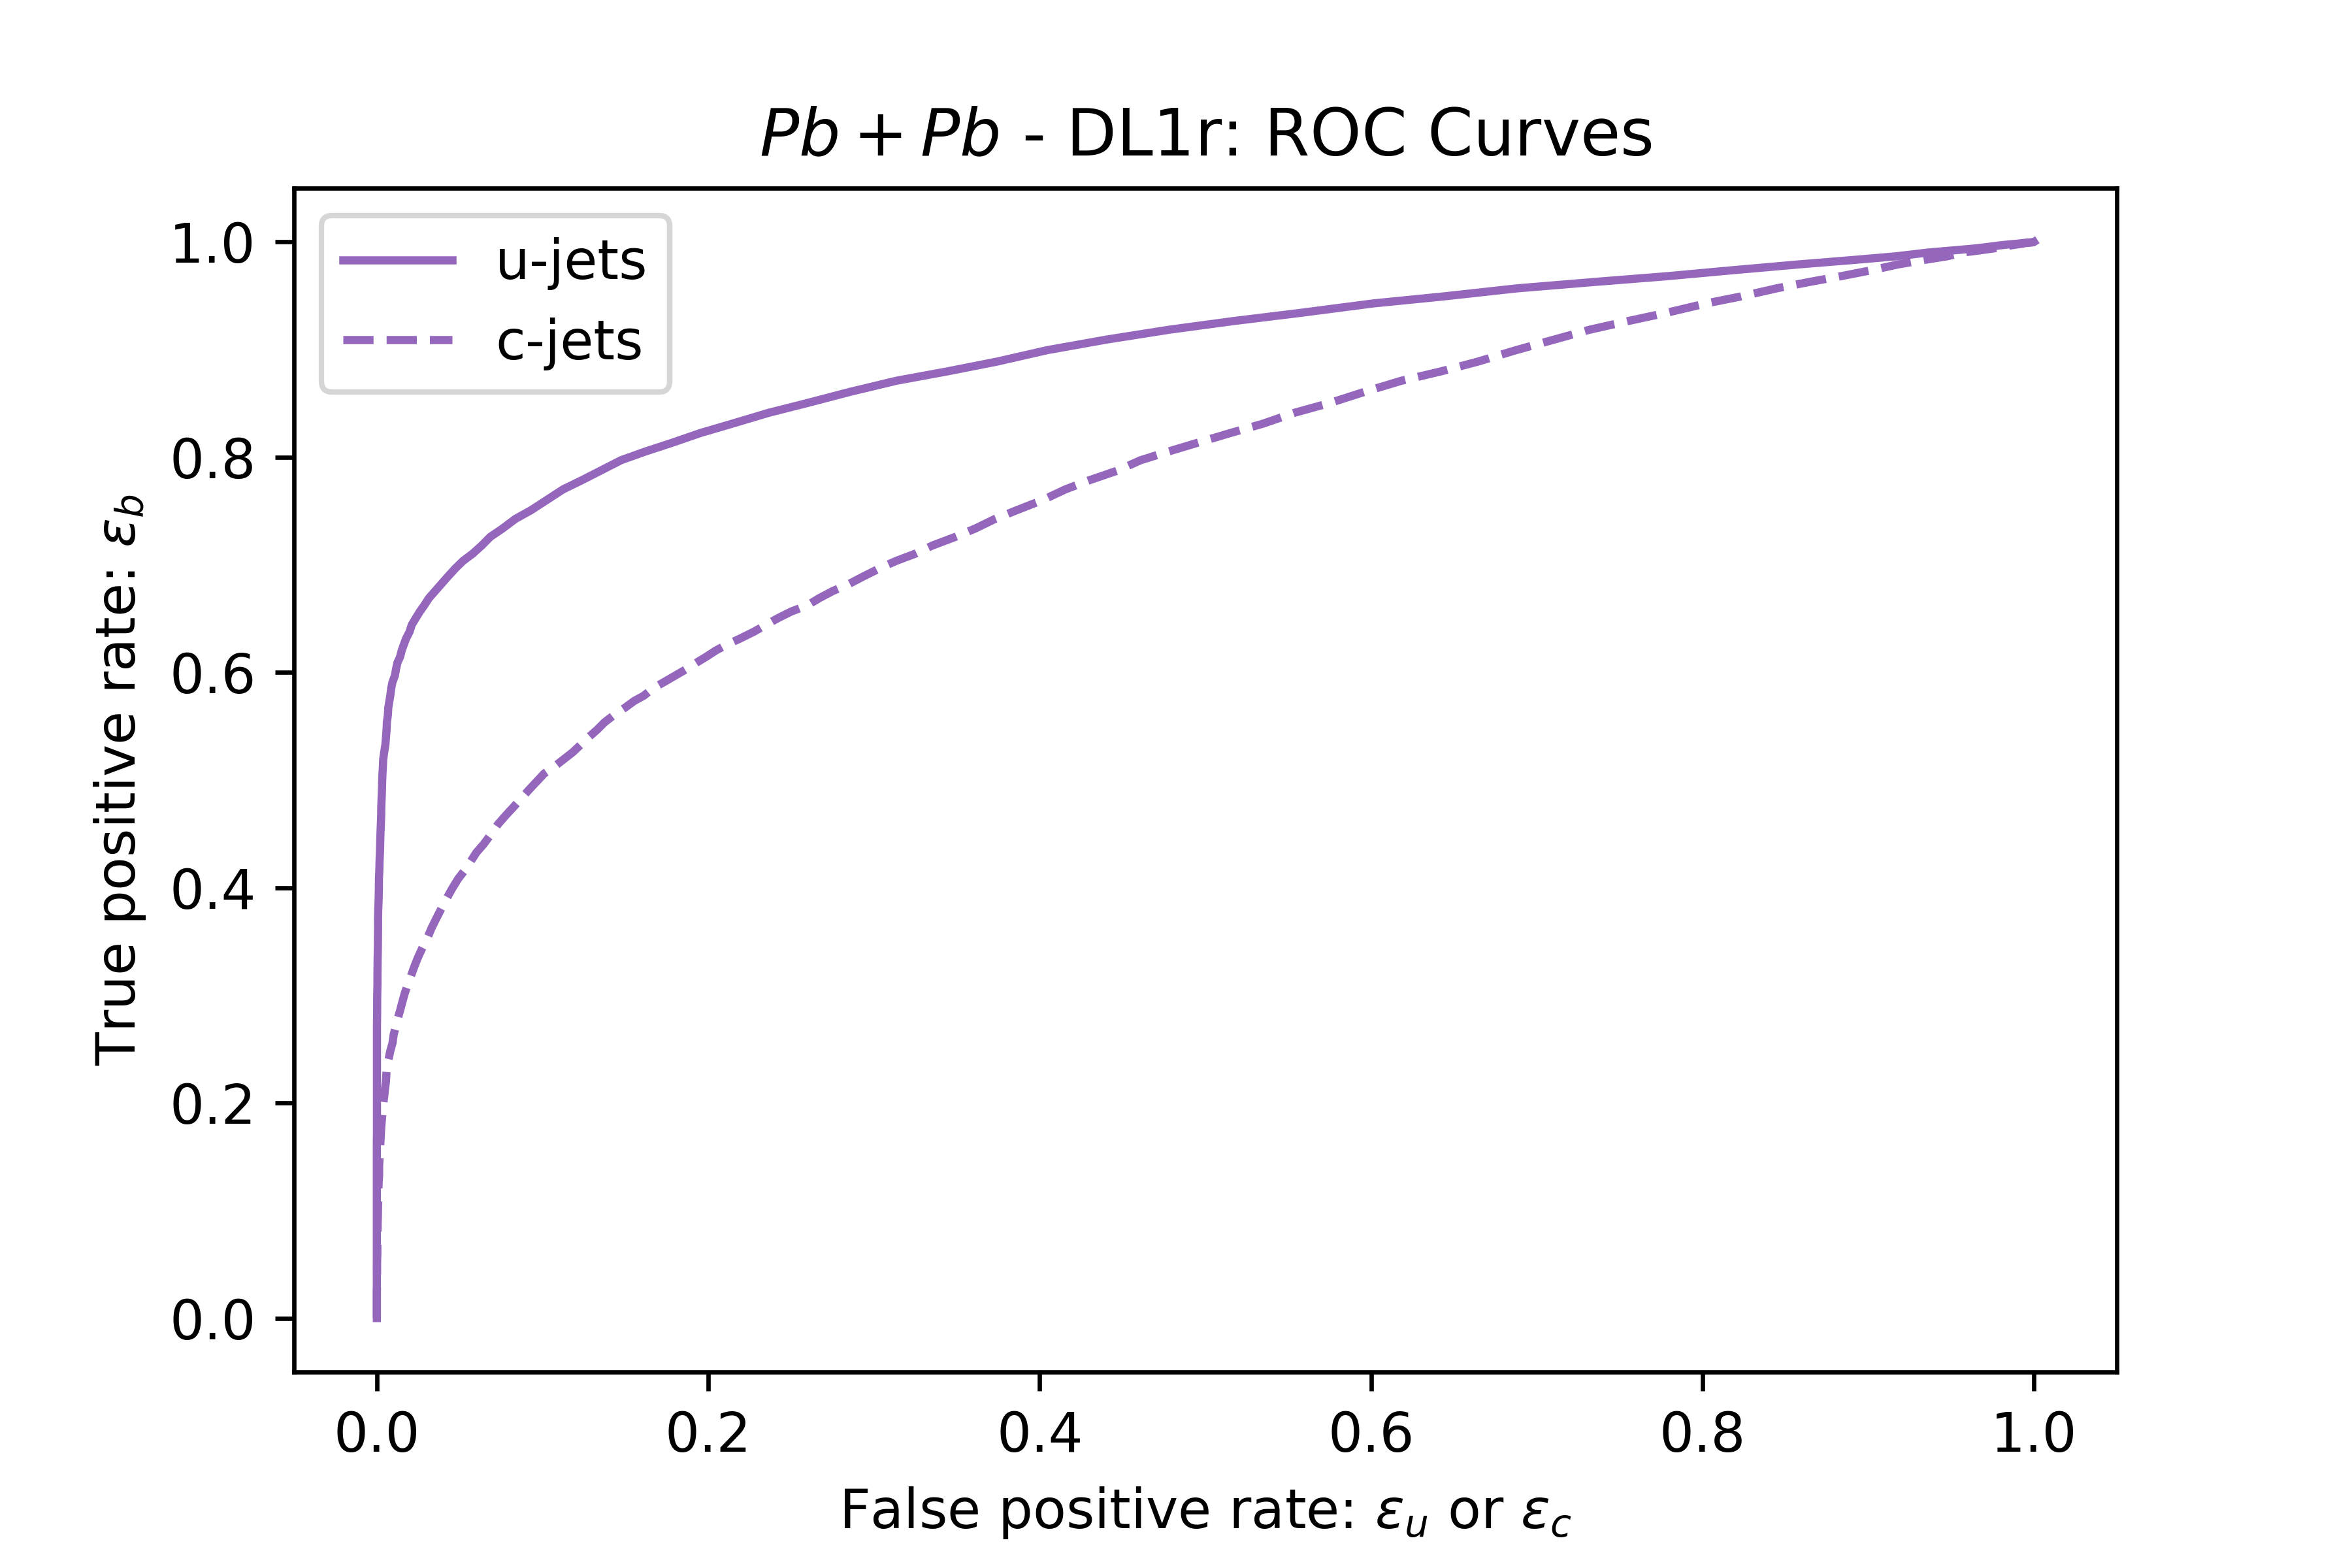 Pb + Pb - DL1r: ROC Curves
u-jets
c-jets
1.0
0.8
0.6
0.4
0.2
0.0
True positive rate: ε_b
0.0 0.2 0.4 0.6 0.8 1.0
False positive rate: ε_u or ε_c